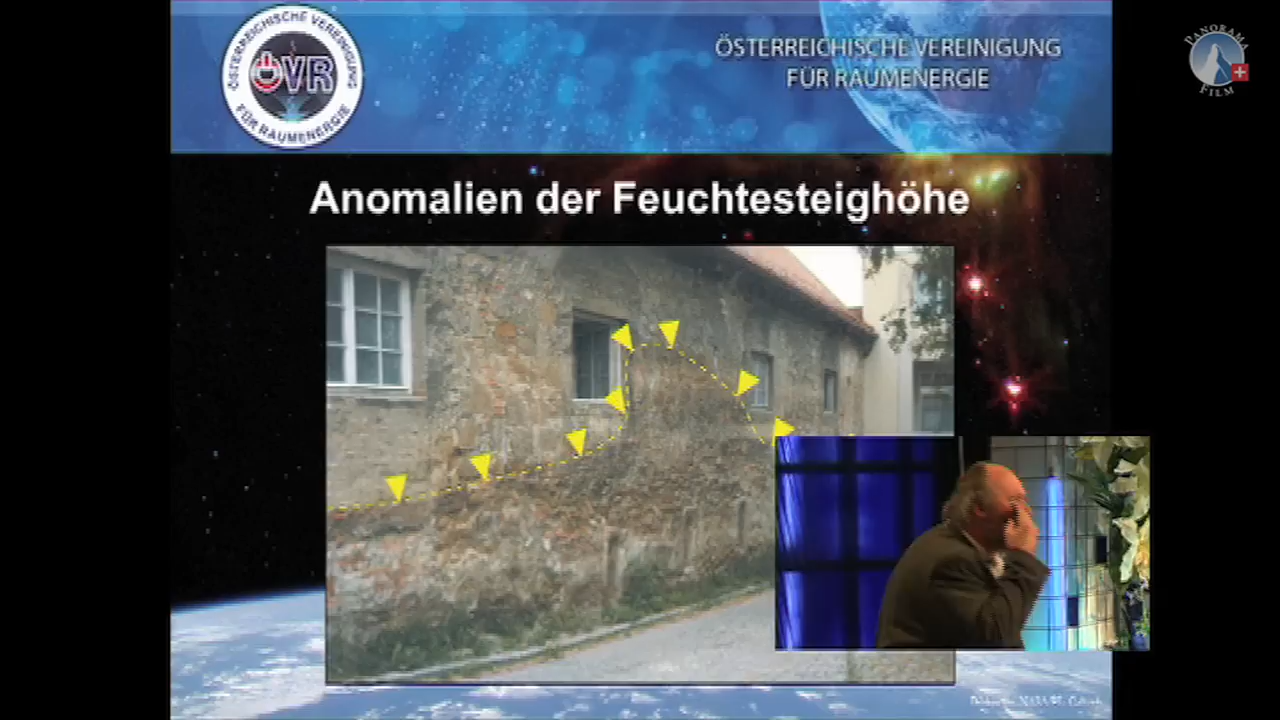 ÖSTERREICHISCHE VEREINIGUNG
FÜR RAUMENERGIE
ÖVR
ÖSTERREICHISCHE VEREINIGUNG
FÜR RAUMENERGIE
PANORAMA
FILM
Anomalien der Feuchtesteighöhe